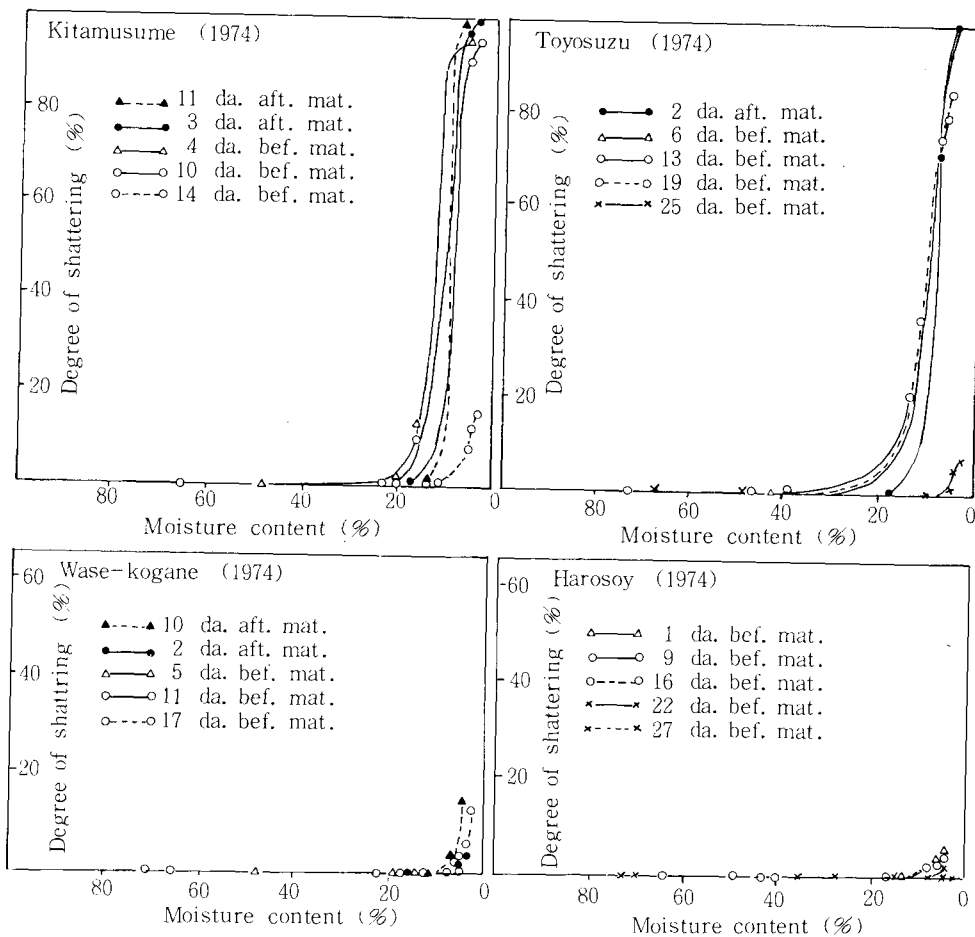 Kitamusume (1974)
11 da. aft. mat.
3 da. aft. mat.
4 da. bef. mat.
10 da. bef. mat.
14 da. bef. mat.
Degree of shattering (%)
80
60
40
20
80 60 40 20 0
Moisture content (%)
Toyosuzu (1974)
2 da. aft. mat.
6 da. bef. mat.
13 da. bef. mat.
19 da. bef. mat.
25 da. bef. mat.
Degree of shattering (%)
80
60
40
20
80 60 40 20 0
Moisture content (%)
Wase-kogane (1974)
10 da. aft. mat.
2 da. aft. mat.
5 da. bef. mat.
11 da. bef. mat.
17 da. bef. mat.
Degree of shattring (%)
60
40
20
80 60 40 20 0
Moisture content (%)
Harosoy (1974)
1 da. bef. mat.
9 da. bef. mat.
16 da. bef. mat.
22 da. bef. mat.
27 da. bef. mat.
Degree of shattering (%)
60
40
20
80 60 40 20 0
Moisture content (%)